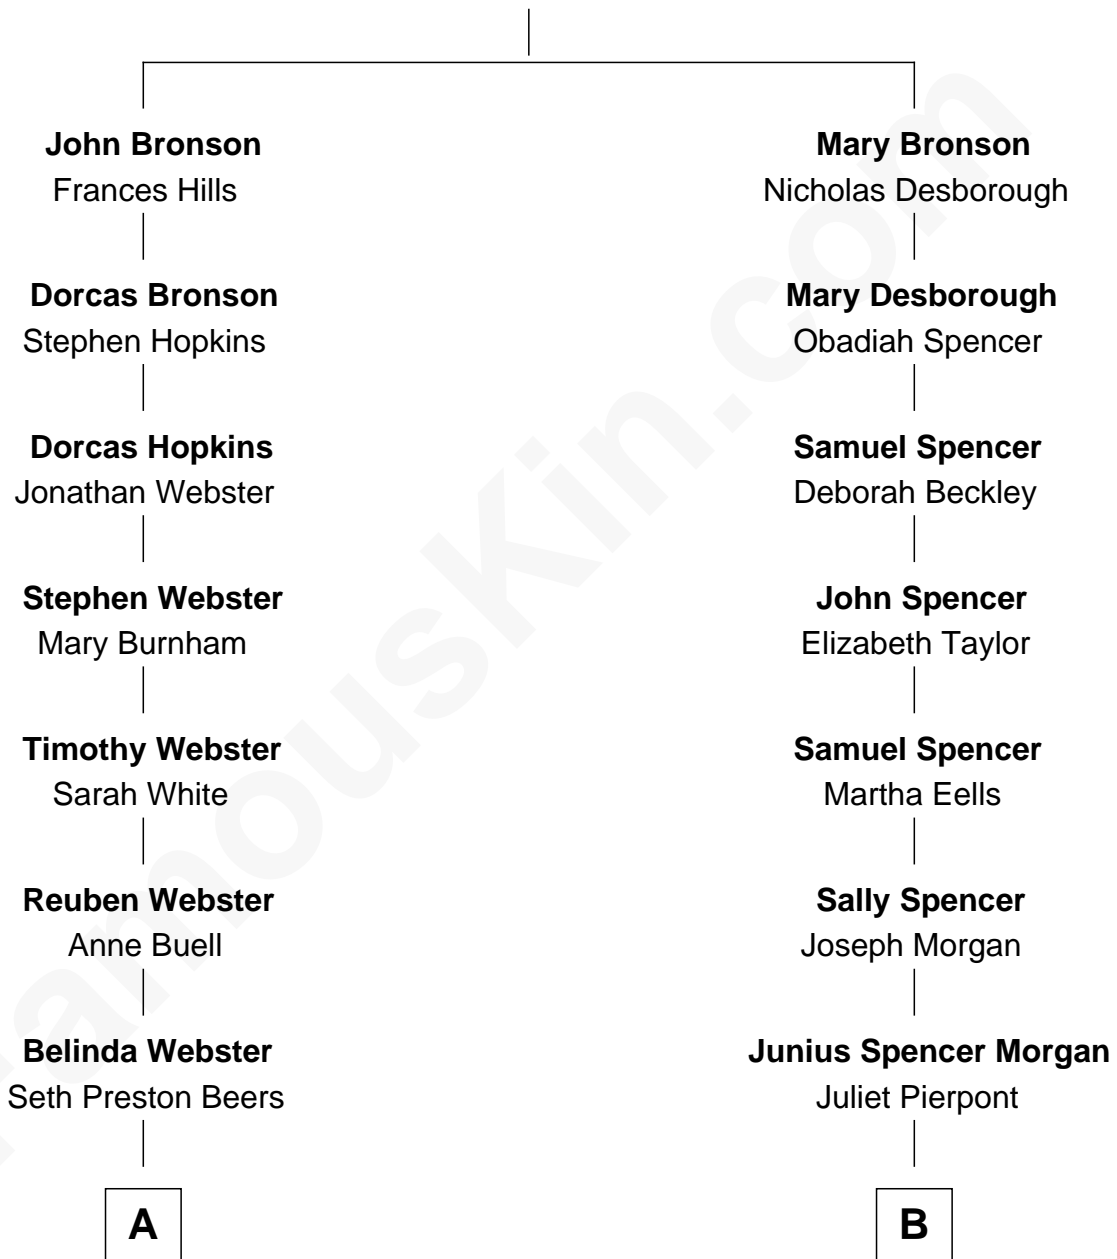 John Bronson
Frances Hills
Dorcas Bronson
Stephen Hopkins
Dorcas Hopkins
Jonathan Webster
Stephen Webster
Mary Burnham
Timothy Webster
Sarah White
Reuben Webster
Anne Buell
Belinda Webster
Seth Preston Beers
A
Mary Bronson
Nicholas Desborough
Mary Desborough
Obadiah Spencer
Samuel Spencer
Deborah Beckley
John Spencer
Elizabeth Taylor
Samuel Spencer
Martha Eells
Sally Spencer
Joseph Morgan
Junius Spencer Morgan
Juliet Pierpont
B
FamousKin.com